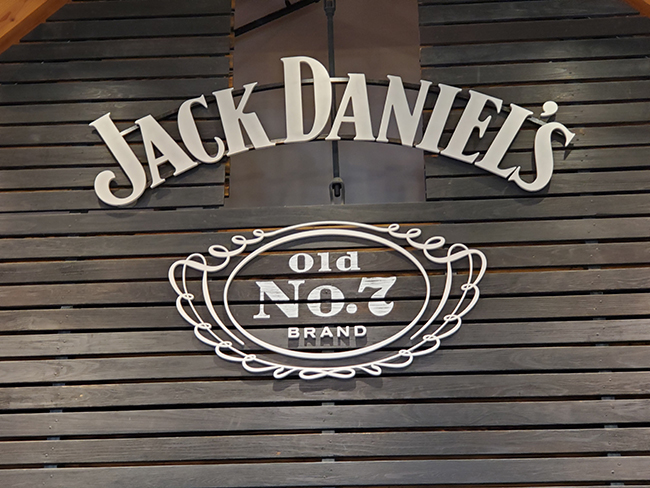 JACK DANIEL'S
Old
No.7
BRAND